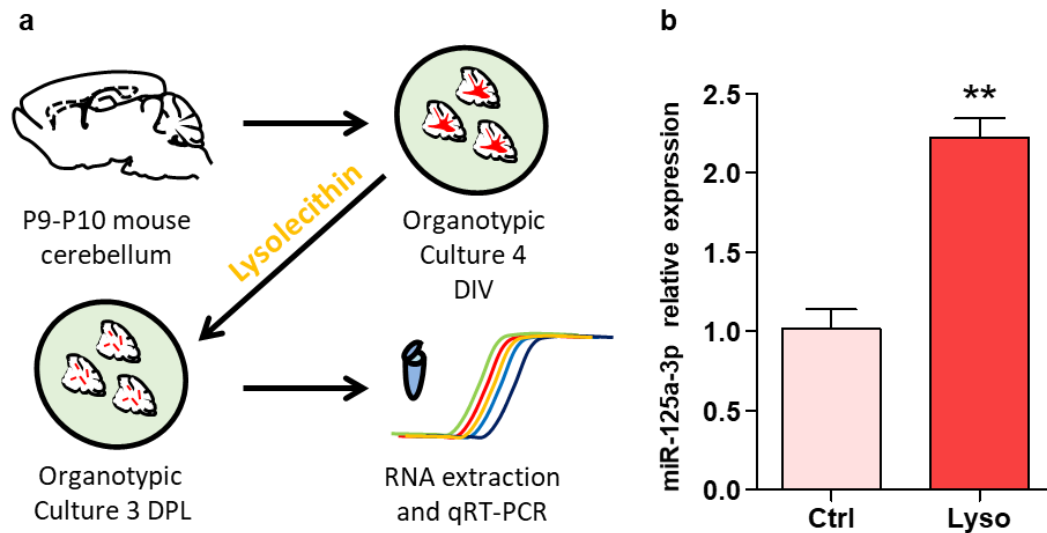 a
P9-P10 mouse
cerebellum
Organotypic
Culture 4
DIV
Lysolecithin
Organotypic
Culture 3 DPL
RNA extraction
and qRT-PCR
b
miR-125a-3p relative expression
2.5
2.0
1.5
1.0
0.5
0.0
**
Ctrl
Lyso